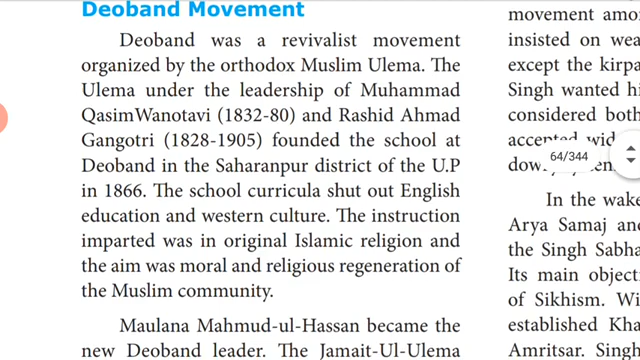 Deoband Movement
Deoband was a revivalist movement
organized by the orthodox Muslim Ulema. The
Ulema under the leadership of Muhammad
QasimWanotavi (1832-80) and Rashid Ahmad
Gangotri (1828-1905) founded the school at
Deoband in the Saharanpur district of the U.P
in 1866. The school curricula shut out English
education and western culture. The instruction
imparted was in original Islamic religion and
the aim was moral and religious regeneration of
the Muslim community.
Maulana Mahmud-ul-Hassan became the
new Deoband leader. The Jamait-Ul-Ulema
movement amo
insisted on wea
except the kirpa
Singh wanted hi
considered both
accepted wid
64/344
dow
In the wake
Arya Samaj and
the Singh Sabha
Its main objecti
of Sikhism. Wi
established Kha
Amritsar. Singh